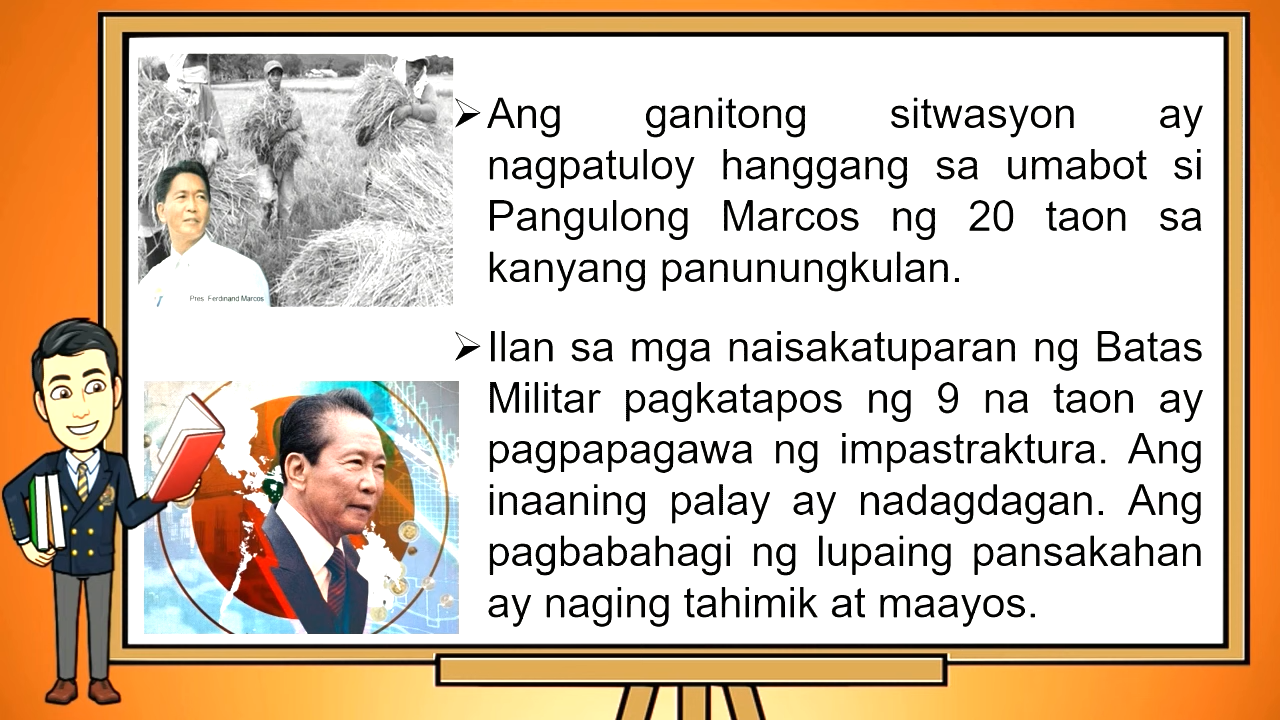 ➢Ang ganitong sitwasyon ay
nagpatuloy hanggang sa umabot si
Pangulong Marcos ng 20 taon sa
kanyang panunungkulan.
Pres. Ferdinand Marcos
➢Ilan sa mga naisakatuparan ng Batas
Militar pagkatapos ng 9 na taon ay
pagpapagawa ng impastraktura. Ang
inaaning palay ay nadagdagan. Ang
pagbabahagi ng lupaing pansakahan
ay naging tahimik at maayos.